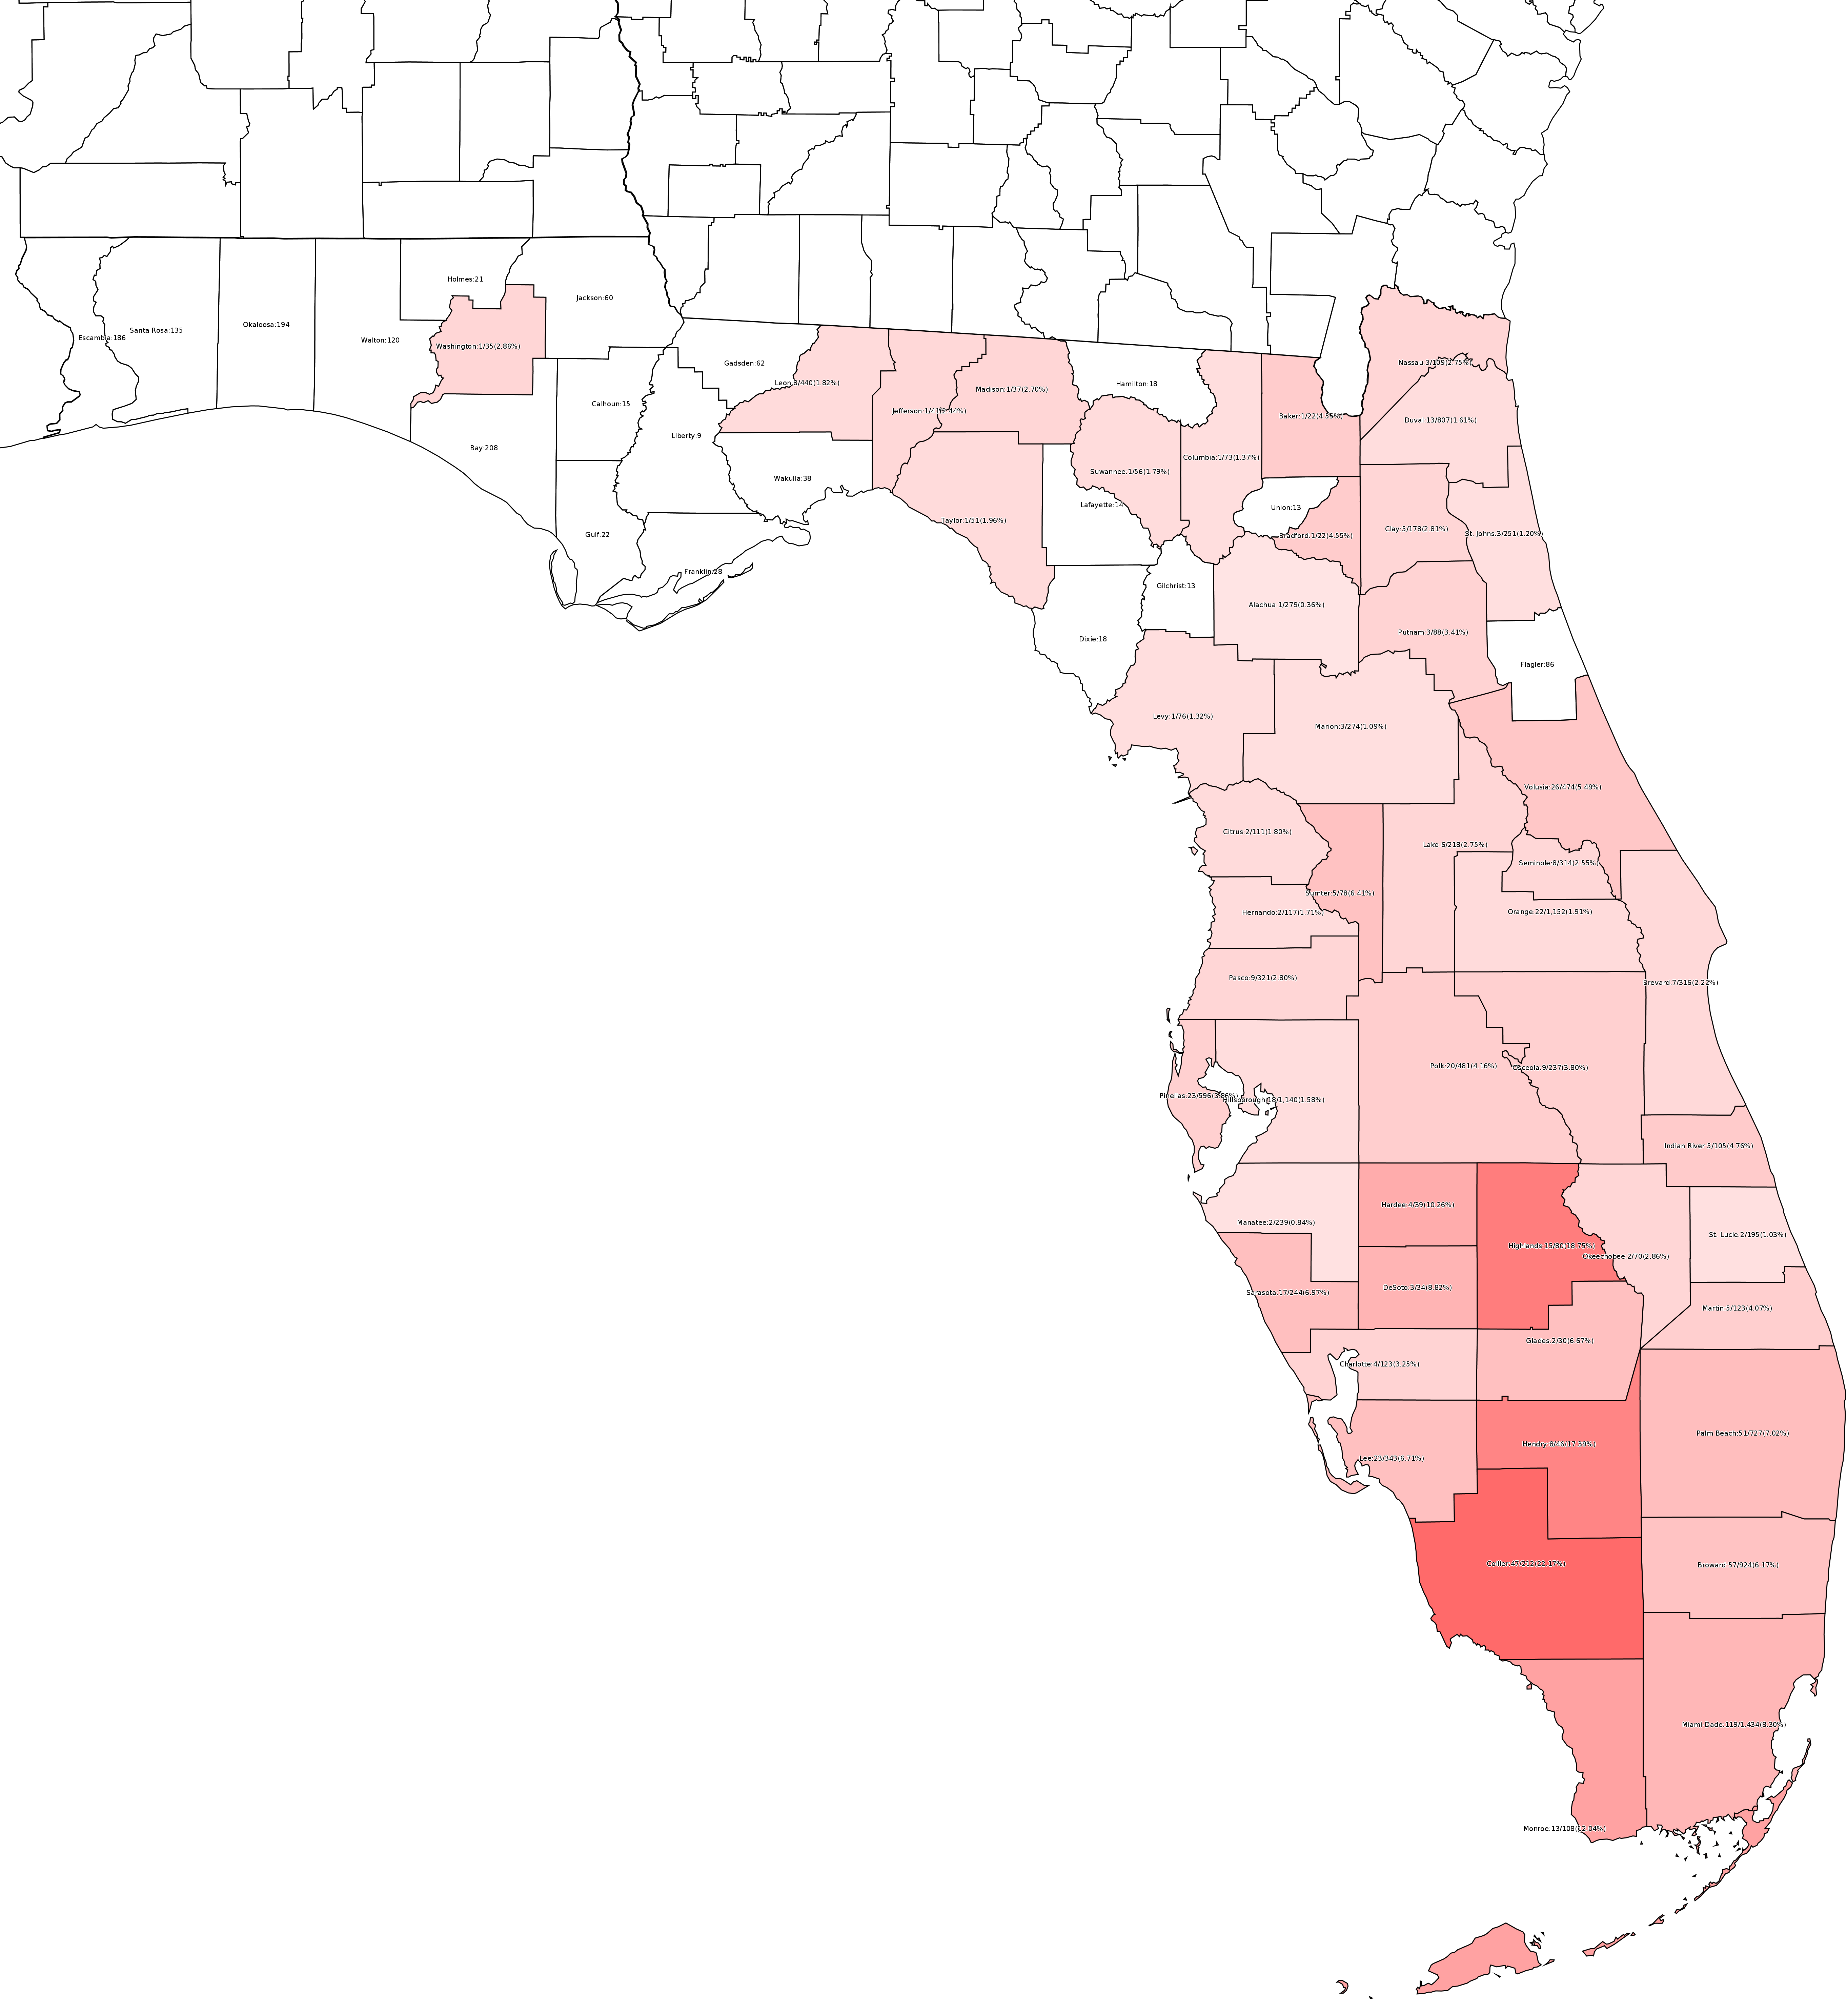 Holmes:21
Jackson:60
Okaloosa:194
Santa Rosa:135
Escambia:186
Walton:120
Washington:1/35(2.86%)
Gadsden:62
Nassau:3/109(2.75%)
Leon:8/440(1.82%)
Hamilton:18
Madison:1/37(2.70%)
Calhoun:15
Jefferson:1/41(2.44%)
Baker:1/22(4.55%)
Duval:13/807(1.61%)
Liberty:9
Bay:208
Columbia:1/73(1.37%)
Suwannee:1/56(1.79%)
Wakulla:38
Lafayette:14
Union:13
Taylor:1/51(1.96%)
Clay:5/178(2.81%)
St. Johns:3/251(1.20%)
Gulf:22
Bradford:1/22(4.55%)
Franklin:28
Gilchrist:13
Alachua:1/279(0.36%)
Putnam:3/88(3.41%)
Dixie:18
Flagler:86
Levy:1/76(1.32%)
Marion:3/274(1.09%)
Volusia:26/474(5.49%)
Citrus:2/111(1.80%)
Lake:6/218(2.75%)
Seminole:8/314(2.55%)
Sumter:5/78(6.41%)
Hernando:2/117(1.71%)
Orange:22/1,152(1.91%)
Pasco:9/321(2.80%)
Brevard:7/316(2.22%)
Polk:20/481(4.16%)
Osceola:9/237(3.80%)
Pinellas:23/596(3.86%)
Hillsborough:18/1,140(1.58%)
Indian River:5/105(4.76%)
Hardee:4/39(10.26%)
Manatee:2/239(0.84%)
St. Lucie:2/195(1.03%)
Highlands:15/80(18.75%)
Okeechobee:2/70(2.86%)
DeSoto:3/34(8.82%)
Sarasota:17/244(6.97%)
Martin:5/123(4.07%)
Glades:2/30(6.67%)
Charlotte:4/123(3.25%)
Palm Beach:51/727(7.02%)
Hendry:8/46(17.39%)
Lee:23/343(6.71%)
Collier:47/212(22.17%)
Broward:57/924(6.17%)
Miami-Dade:119/1,434(8.30%)
Monroe:13/108(12.04%)